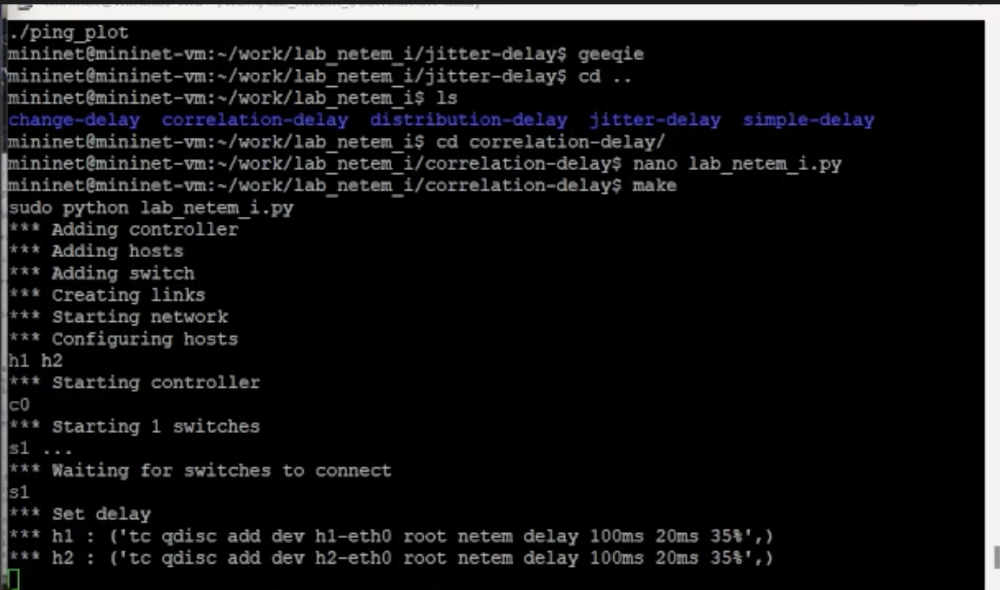 ./ping_plot
mininet@mininet-vm:~/work/lab_netem_i/jitter-delay$ geeqie
mininet@mininet-vm:~/work/lab_netem_i/jitter-delay$ cd ..
mininet@mininet-vm:~/work/lab_netem_i$ ls
change-delay  correlation-delay  distribution-delay  jitter-delay  simple-delay
mininet@mininet-vm:~/work/lab_netem_i$ cd correlation-delay/
mininet@mininet-vm:~/work/lab_netem_i/correlation-delay$ nano lab_netem_i.py
mininet@mininet-vm:~/work/lab_netem_i/correlation-delay$ make
sudo python lab_netem_i.py
*** Adding controller
*** Adding hosts
*** Adding switch
*** Creating links
*** Starting network
*** Configuring hosts
h1 h2
*** Starting controller
c0
*** Starting 1 switches
s1 ...
*** Waiting for switches to connect
s1
*** Set delay
*** h1 : ('tc qdisc add dev h1-eth0 root netem delay 100ms 20ms 35%',)
*** h2 : ('tc qdisc add dev h2-eth0 root netem delay 100ms 20ms 35%',)